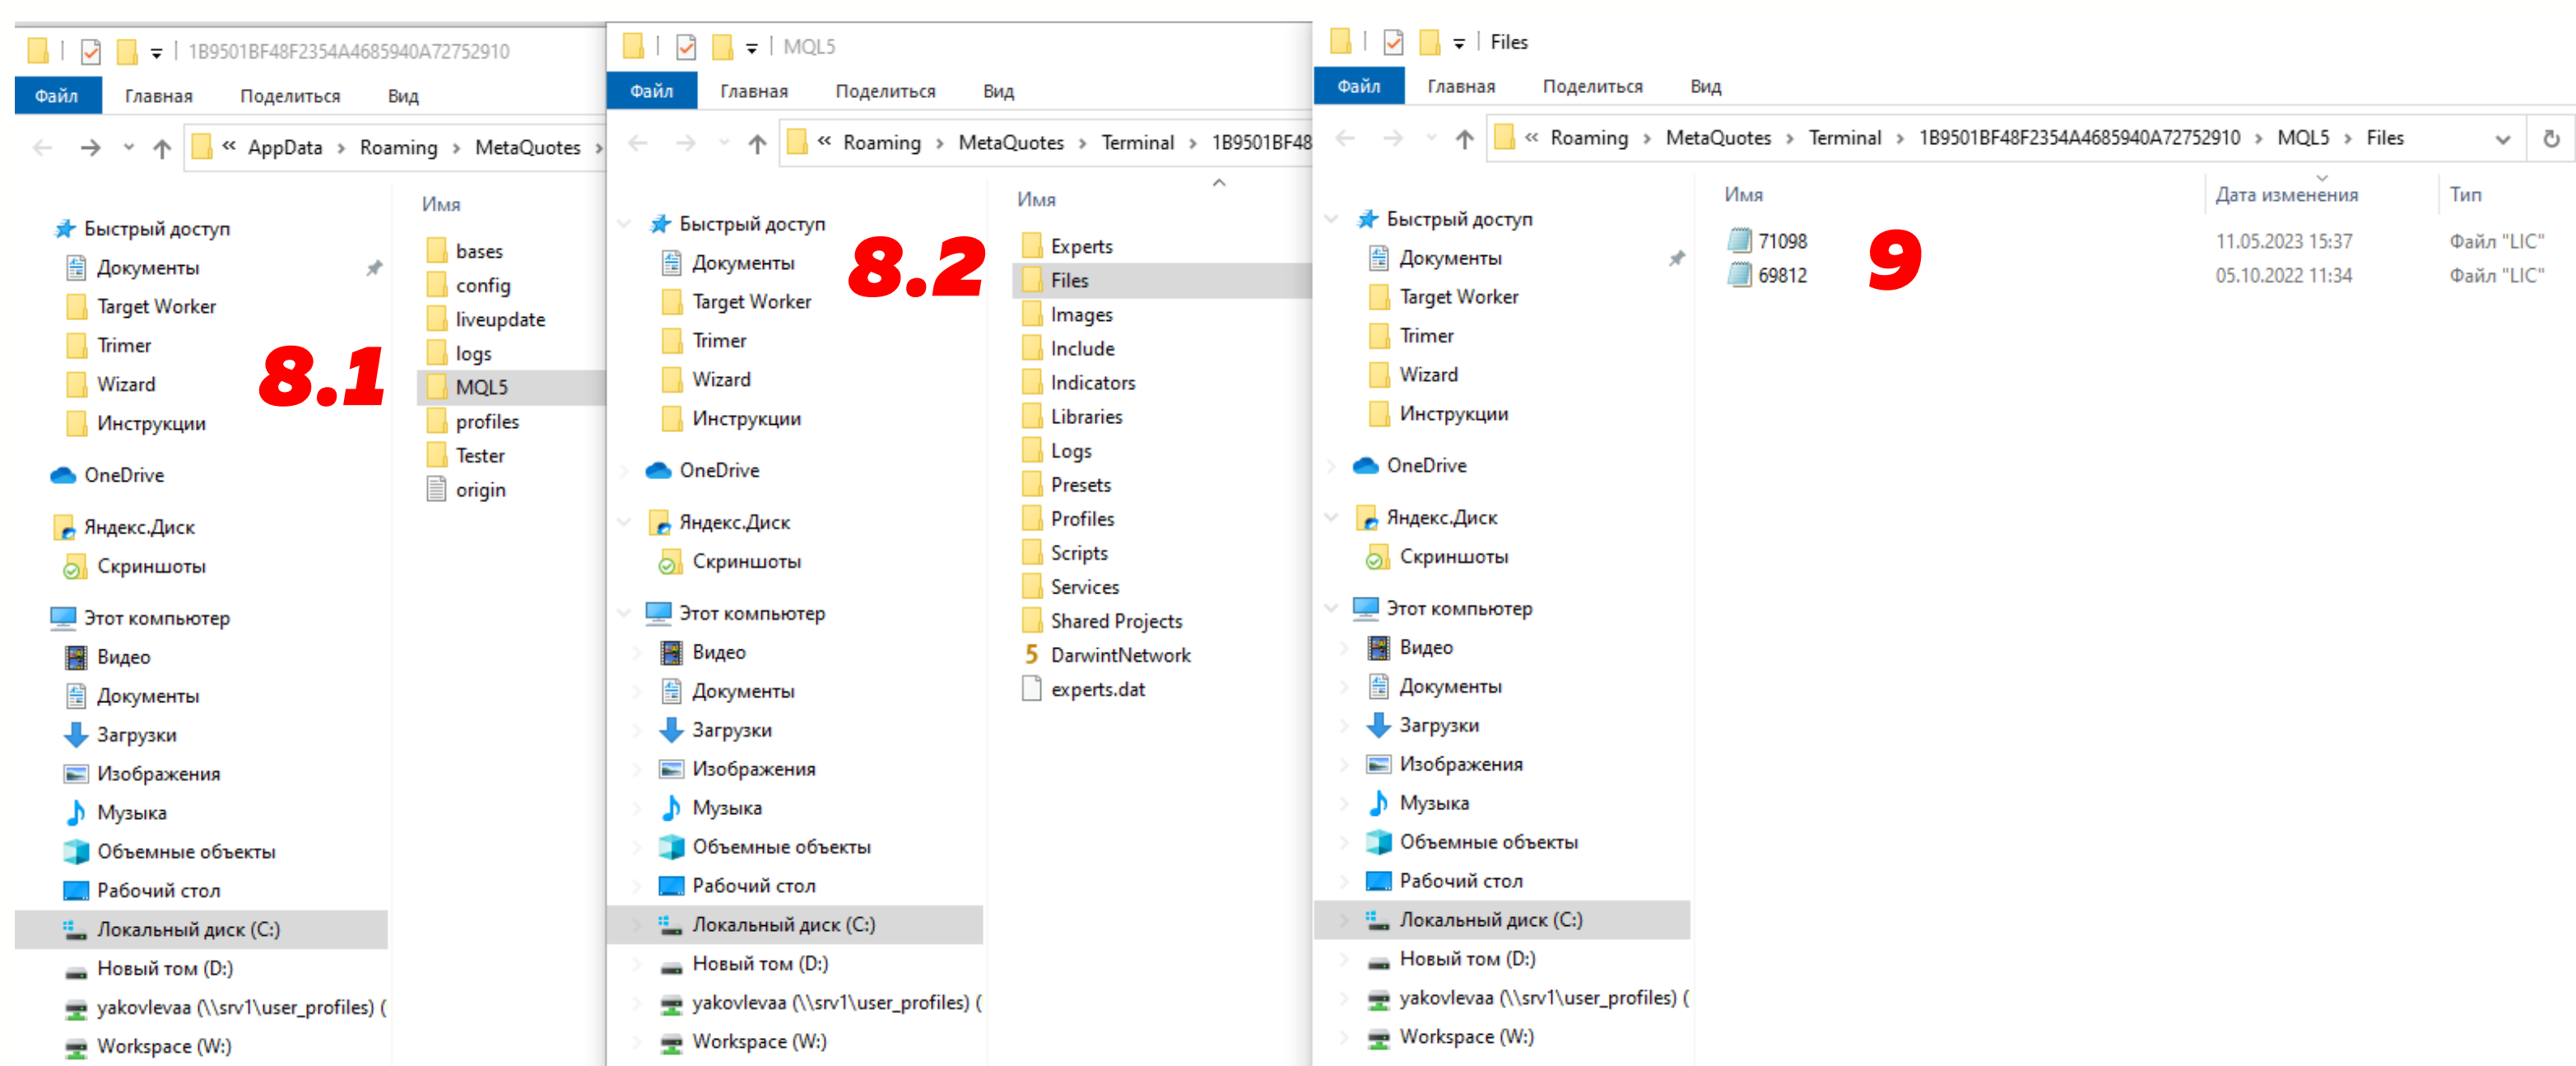 1B9501BF48F2354A4685940A72752910
Файл Главная Поделиться Вид
« AppData › Roaming › MetaQuotes ›
Имя
Быстрый доступ
Документы
Target Worker
Trimer
Wizard
Инструкции
OneDrive
Яндекс.Диск
Скриншоты
Этот компьютер
Видео
Документы
Загрузки
Изображения
Музыка
Объемные объекты
Рабочий стол
Локальный диск (C:)
Новый том (D:)
yakovlevaa (\\srv1\user_profiles) (
Workspace (W:)
8.1
bases
config
liveupdate
logs
MQL5
profiles
Tester
origin
MQL5
Файл Главная Поделиться Вид
« Roaming › MetaQuotes › Terminal › 1B9501BF48
Имя
Быстрый доступ
Документы
Target Worker
Trimer
Wizard
Инструкции
OneDrive
Яндекс.Диск
Скриншоты
Этот компьютер
Видео
Документы
Загрузки
Изображения
Музыка
Объемные объекты
Рабочий стол
Локальный диск (C:)
Новый том (D:)
yakovlevaa (\\srv1\user_profiles) (
Workspace (W:)
8.2
Experts
Files
Images
Include
Indicators
Libraries
Logs
Presets
Profiles
Scripts
Services
Shared Projects
5 DarwintNetwork
experts.dat
Files
Файл Главная Поделиться Вид
« Roaming › MetaQuotes › Terminal › 1B9501BF48F2354A4685940A72752910 › MQL5 › Files
Имя Дата изменения Тип
Быстрый доступ
Документы
Target Worker
Trimer
Wizard
Инструкции
OneDrive
Яндекс.Диск
Скриншоты
Этот компьютер
Видео
Документы
Загрузки
Изображения
Музыка
Объемные объекты
Рабочий стол
Локальный диск (C:)
Новый том (D:)
yakovlevaa (\\srv1\user_profiles) (
Workspace (W:)
71098 11.05.2023 15:37 Файл "LIC"
69812 05.10.2022 11:34 Файл "LIC"
9